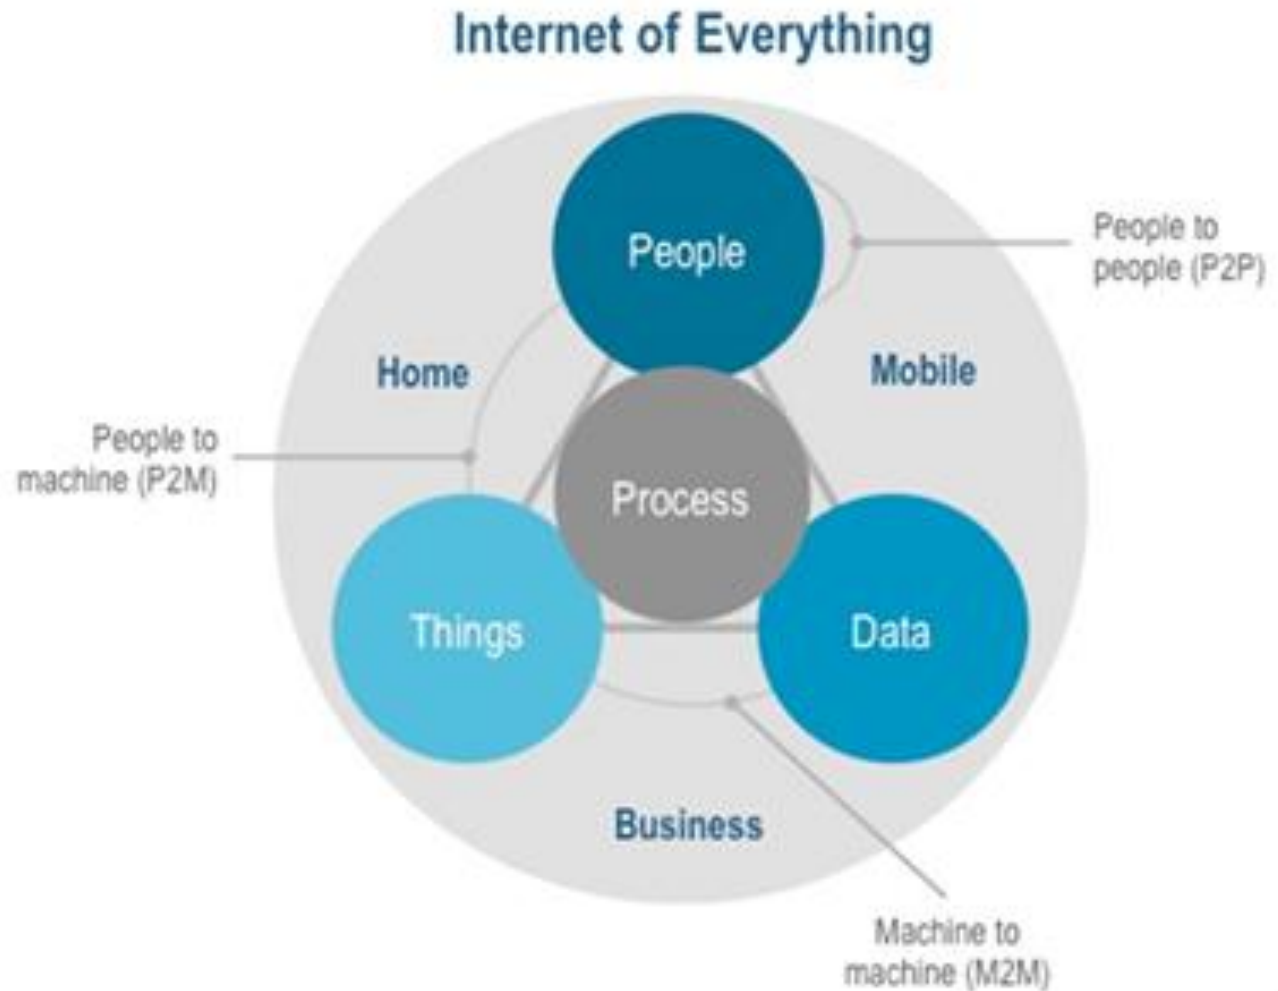 Internet of Everything
People
People to
people (P2P)
Home
Mobile
People to
machine (P2M)
Process
Things
Data
Business
Machine to
machine (M2M)